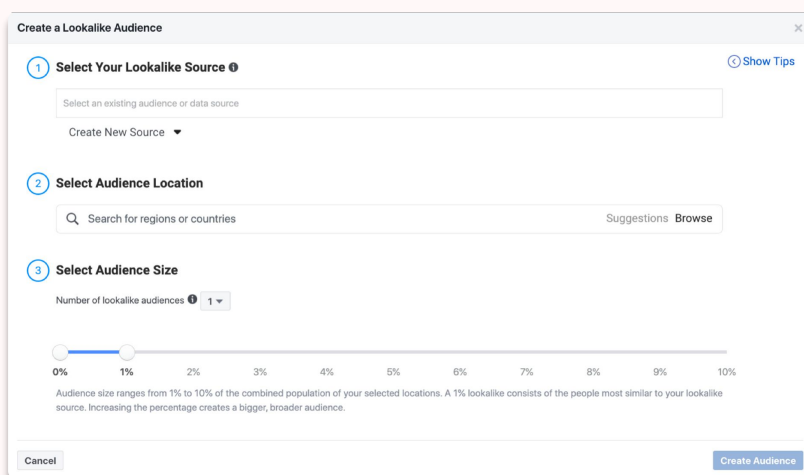 Create a Lookalike Audience
1 Select Your Lookalike Source
Show Tips
Select an existing audience or data source
Create New Source
2 Select Audience Location
Search for regions or countries Suggestions Browse
3 Select Audience Size
Number of lookalike audiences 1
0% 1% 2% 3% 4% 5% 6% 7% 8% 9% 10%
Audience size ranges from 1% to 10% of the combined population of your selected locations. A 1% lookalike consists of the people most similar to your lookalike
source. Increasing the percentage creates a bigger, broader audience.
Cancel Create Audience